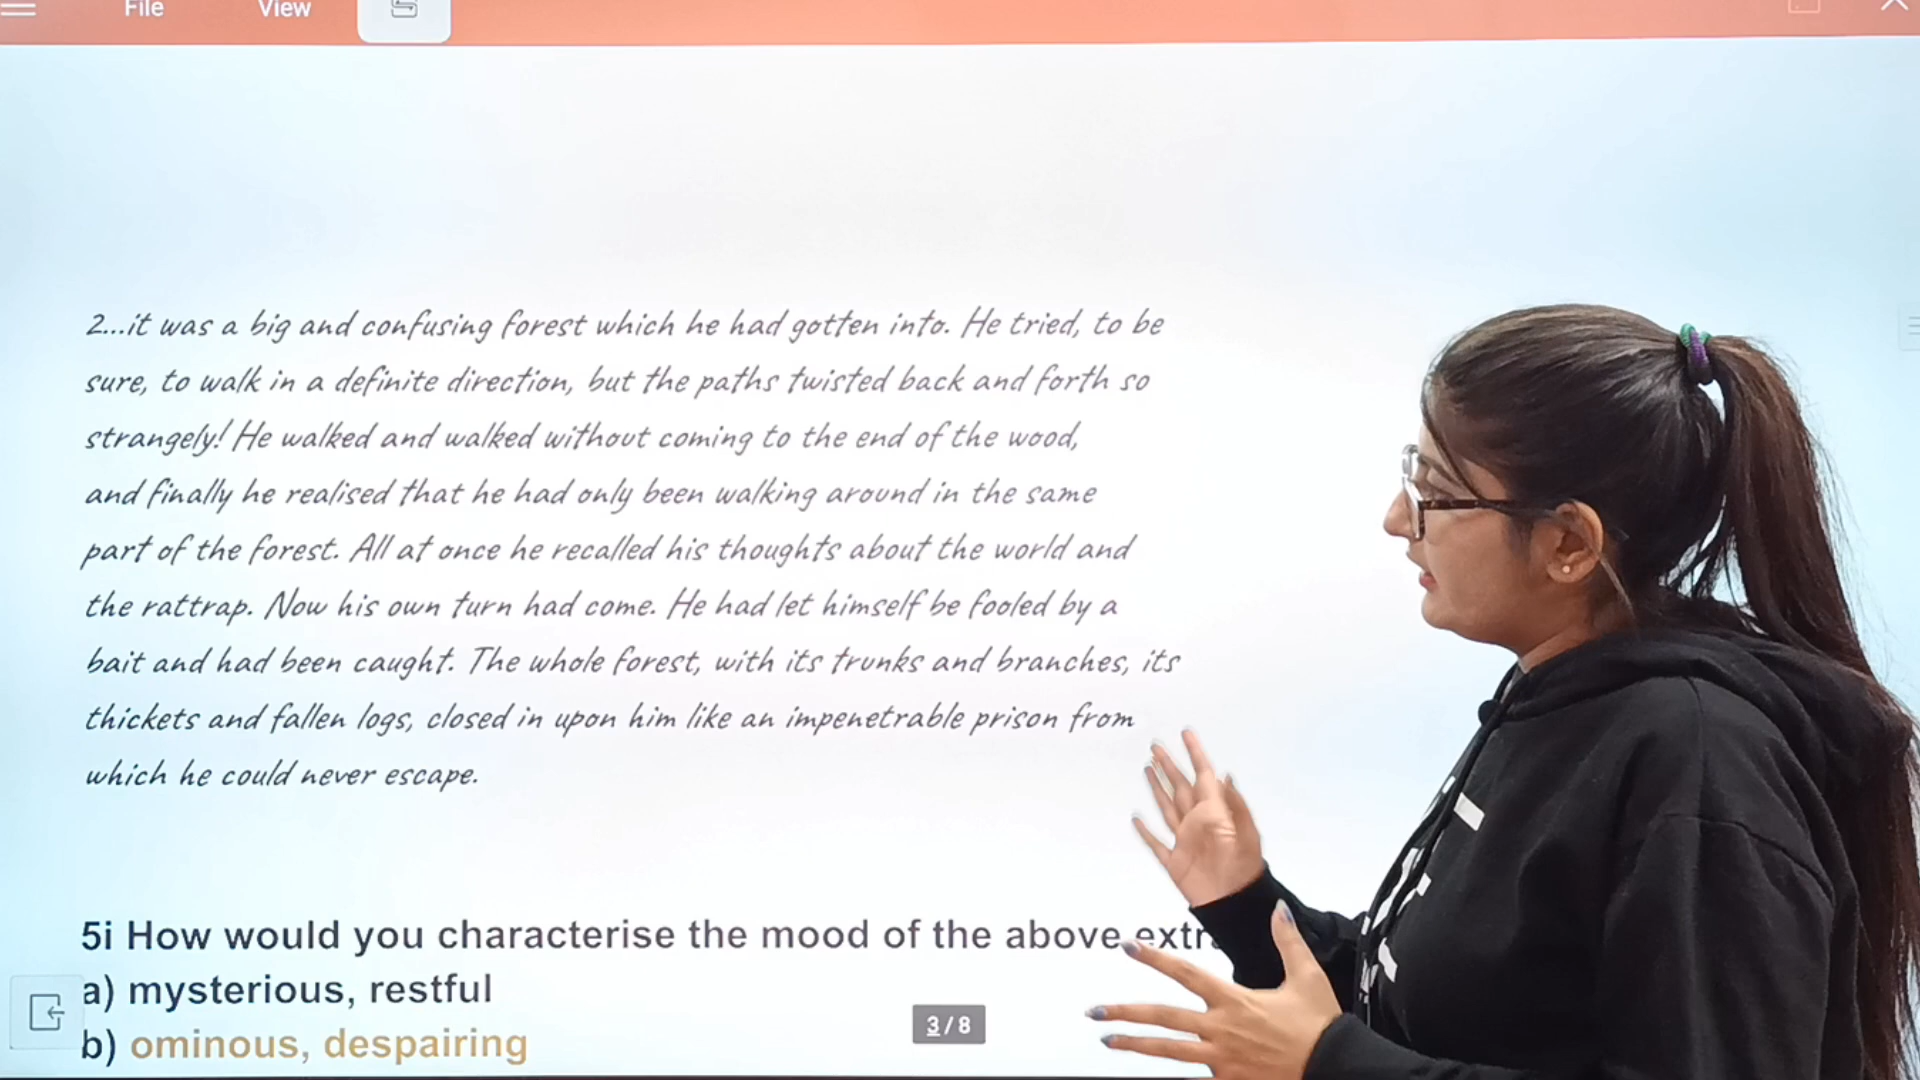 File View
2...it was a big and confusing forest which he had gotten into. He tried, to be
sure, to walk in a definite direction, but the paths twisted back and forth so
strangely! He walked and walked without coming to the end of the wood,
and finally he realised that he had only been walking around in the same
part of the forest. All at once he recalled his thoughts about the world and
the rattrap. Now his own turn had come. He had let himself be fooled by a
bait and had been caught. The whole forest, with its trunks and branches, its
thickets and fallen logs, closed in upon him like an impenetrable prison from
which he could never escape.
5i How would you characterise the mood of the above
a) mysterious, restful
3/8
b) ominous, despairing